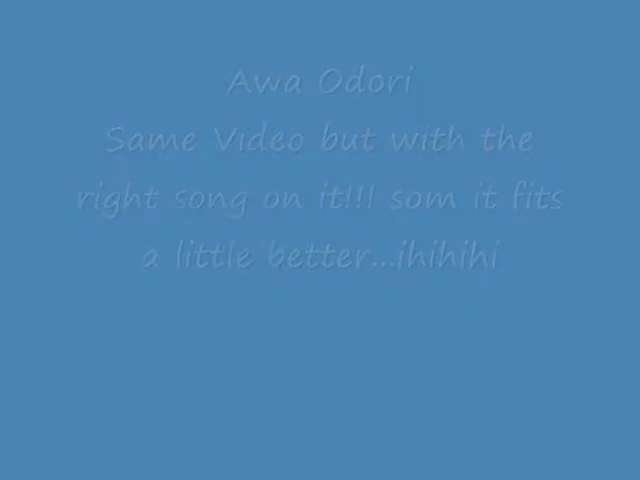 Awa Odori
Same Video but with the
right song on it!!! som it fits
a little better...ihihihi